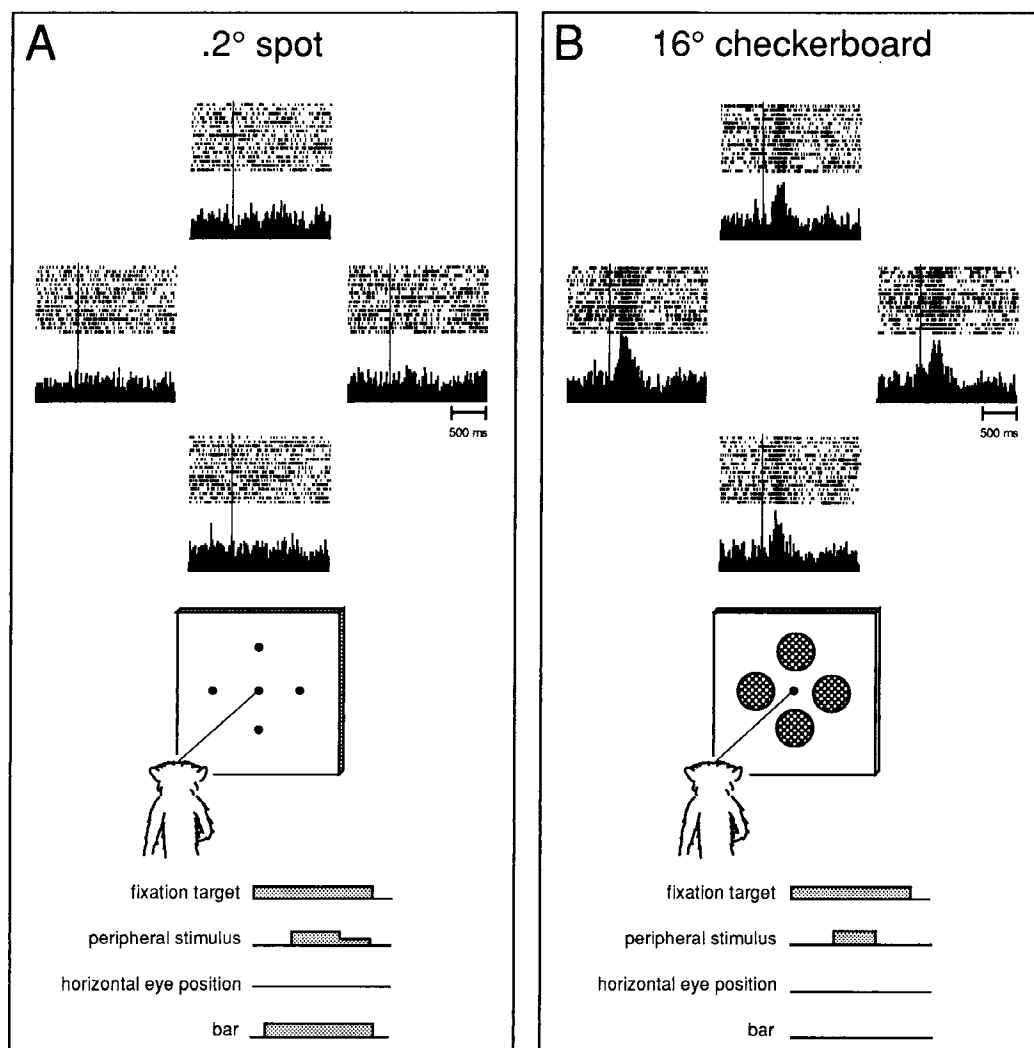 A
.2° spot
500 ms
fixation target
peripheral stimulus
horizontal eye position
bar
B
16° checkerboard
500 ms
fixation target
peripheral stimulus
horizontal eye position
bar